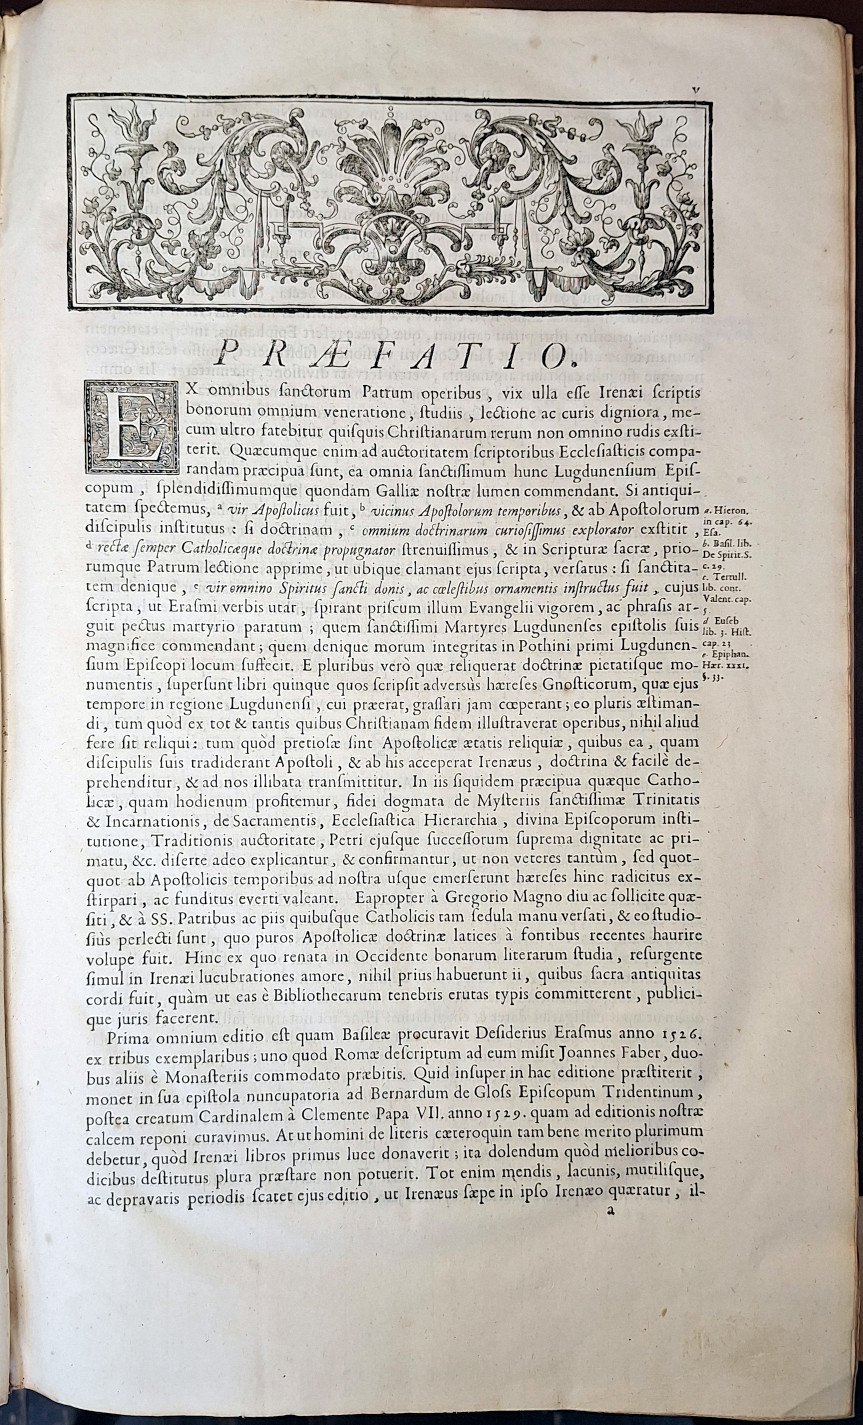 v
PRÆFATIO.
EX omnibus ſanctorum Patrum operibus, vix ulla eſſe Irenæi ſcriptis
bonorum omnium veneratione, ſtudiis, lectione ac curis digniora, me-
cum ultro fatebitur quiſquis Chriſtianarum rerum non omnino rudis exſti-
terit. Quæcumque enim ad auctoritatem ſcriptoribus Eccleſiaſticis compa-
randam præcipua ſunt, ea omnia ſanctiſſimum hunc Lugdunenſium Epiſ-
copum, ſplendidiſſimumque quondam Galliæ noſtræ lumen commendant. Si antiqui-
tatem ſpectemus, a vir Apoſtolicus fuit, b vicinus Apoſtolorum temporibus, & ab Apoſtolorum
diſcipulis inſtitutus : ſi doctrinam, c omnium doctrinarum curioſiſſimus explorator exſtitit,
d rectæ ſemper Catholicæque doctrinæ propugnator ſtrenuiſſimus, & in Scripturæ ſacræ, prio-
rumque Patrum lectione apprime, ut ubique clamant ejus ſcripta, verſatus : ſi ſanctita-
tem denique, e vir omnino Spiritus ſancti donis, ac cœleſtibus ornamentis inſtructus fuit, cujus
ſcripta, ut Eraſmi verbis utar, ſpirant priſcum illum Evangelii vigorem, ac phraſis ar-
guit pectus martyrio paratum ; quem ſanctiſſimi Martyres Lugdunenſes epiſtolis ſuis
magnifice commendant ; quem denique morum integritas in Pothini primi Lugdunen-
ſium Epiſcopi locum ſuffecit. E pluribus verò quæ reliquerat doctrinæ pietatiſque mo-
numentis, ſuperſunt libri quinque quos ſcripſit adversùs hæreſes Gnoſticorum, quæ ejus
tempore in regione Lugdunenſi, cui præerat, graſſari jam cœperant ; eo pluris æſtiman-
di, tum quòd ex tot & tantis quibus Chriſtianam fidem illuſtraverat operibus, nihil aliud
fere ſit reliqui : tum quòd pretioſæ ſint Apoſtolicæ ætatis reliquiæ, quibus ea, quam
diſcipulis ſuis tradiderant Apoſtoli, & ab his acceperat Irenæus, doctrina & facilè de-
prehenditur, & ad nos illibata tranſmittitur. In iis ſiquidem præcipua quæque Catho-
licæ, quam hodienum profitemur, fidei dogmata de Myſteriis ſanctiſſimæ Trinitatis
& Incarnationis, de Sacramentis, Eccleſiaſtica Hierarchia, divina Epiſcoporum inſti-
tutione, Traditionis auctoritate, Petri ejuſque ſucceſſorum ſuprema dignitate ac pri-
matu, &c. diſerte adeo explicantur, & confirmantur, ut non veteres tantùm, ſed quot-
quot ab Apoſtolicis temporibus ad noſtra uſque emerſerunt hæreſes hinc radicitus ex-
ſtirpari, ac funditus everti valeant. Eapropter à Gregorio Magno diu ac ſollicite quæ-
ſiti, & à SS. Patribus ac piis quibuſque Catholicis tam ſedula manu verſati, & eo ſtudio-
ſiùs perlecti ſunt, quo puros Apoſtolicæ doctrinæ latices à fontibus recentes haurire
volupe fuit. Hinc ex quo renata in Occidente bonarum literarum ſtudia, reſurgente
ſimul in Irenæi lucubrationes amore, nihil prius habuerunt ii, quibus ſacra antiquitas
cordi fuit, quàm ut eas è Bibliothecarum tenebris erutas typis committerent, publici-
que juris facerent.
Prima omnium editio eſt quam Baſileæ procuravit Deſiderius Eraſmus anno 1526.
ex tribus exemplaribus ; uno quod Romæ deſcriptum ad eum miſit Joannes Faber, duo-
bus aliis è Monaſteriis commodato præbitis. Quid inſuper in hac editione præſtiterit,
monet in ſua epiſtola nuncupatoria ad Bernardum de Gloſſ Epiſcopum Tridentinum,
poſtea creatum Cardinalem à Clemente Papa VII. anno 1529. quam ad editionis noſtræ
calcem reponi curavimus. At ut homini de literis cæteroquin tam bene merito plurimum
debetur, quòd Irenæi libros primus luce donaverit ; ita dolendum quòd melioribus co-
dicibus deſtitutus plura præſtare non potuerit. Tot enim mendis, lacunis, mutiliſque,
ac depravatis periodis ſcatet ejus editio, ut Irenæus ſæpe in ipſo Irenæo quæratur, il-
a
a. Hieron.
in cap. 64.
Eſa.
b. Baſil. lib.
De Spirit. S.
c. 29.
c. Tertull.
lib. cont.
Valent. cap.
5.
d Euſeb
lib. 3. Hiſt.
cap. 23
e. Epiphan.
Hær. xxxi.
§. 33.